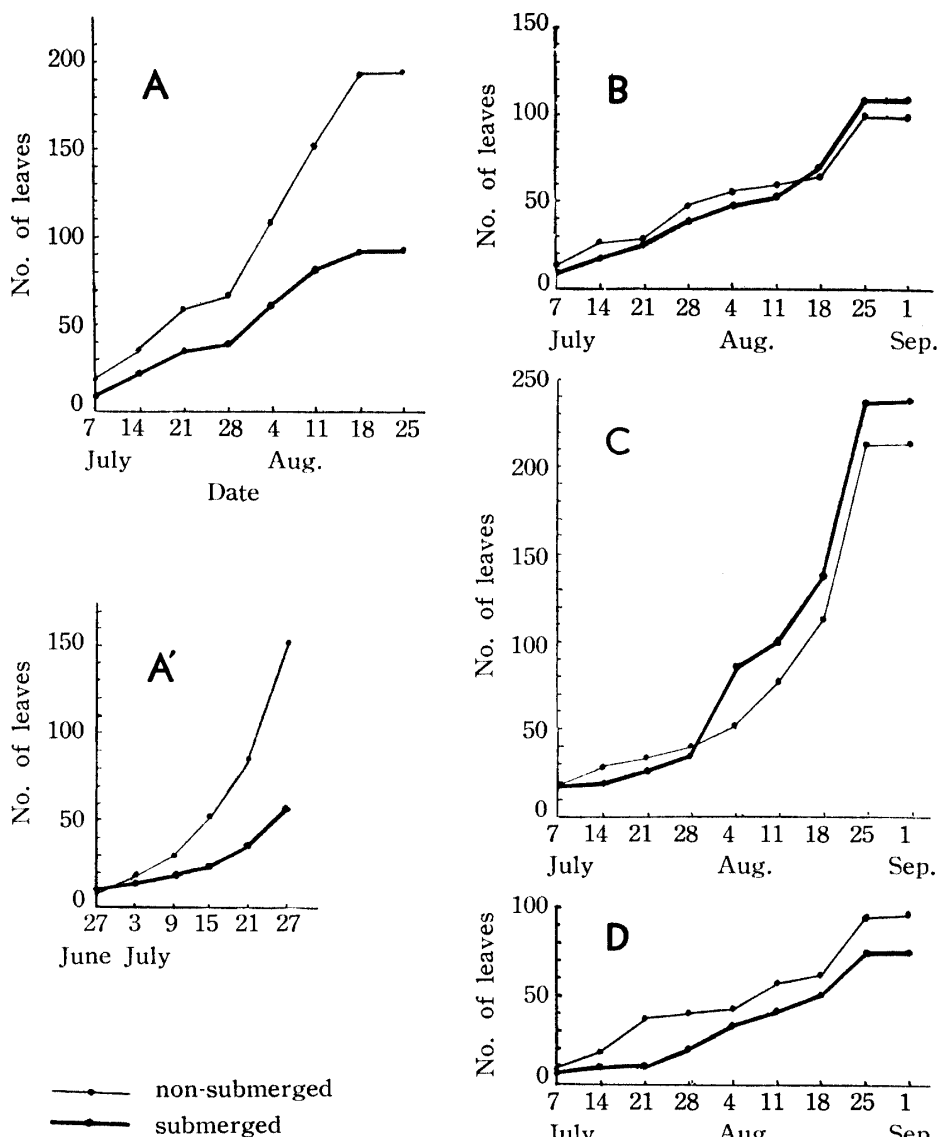 A
No. of leaves
200
150
100
50
0
7 14 21 28 4 11 18 25
July Aug.
Date
A′
No. of leaves
150
100
50
0
27 3 9 15 21 27
June July
non-submerged
submerged
B
No. of leaves
150
100
50
0
7 14 21 28 4 11 18 25 1
July Aug. Sep.
C
No. of leaves
250
200
150
100
50
0
7 14 21 28 4 11 18 25 1
July Aug. Sep.
D
No. of leaves
100
50
0
7 14 21 28 4 11 18 25 1
July Aug. Sep.